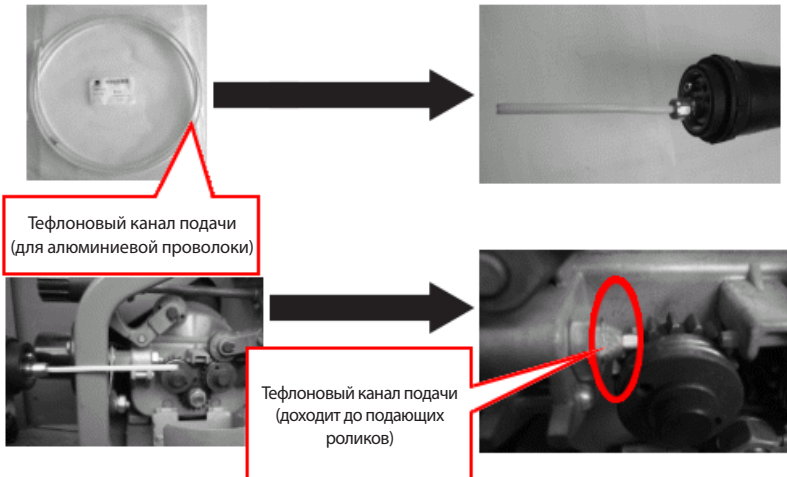 Тефлоновый канал подачи
(для алюминиевой проволоки)
Тефлоновый канал подачи
(доходит до подающих
роликов)